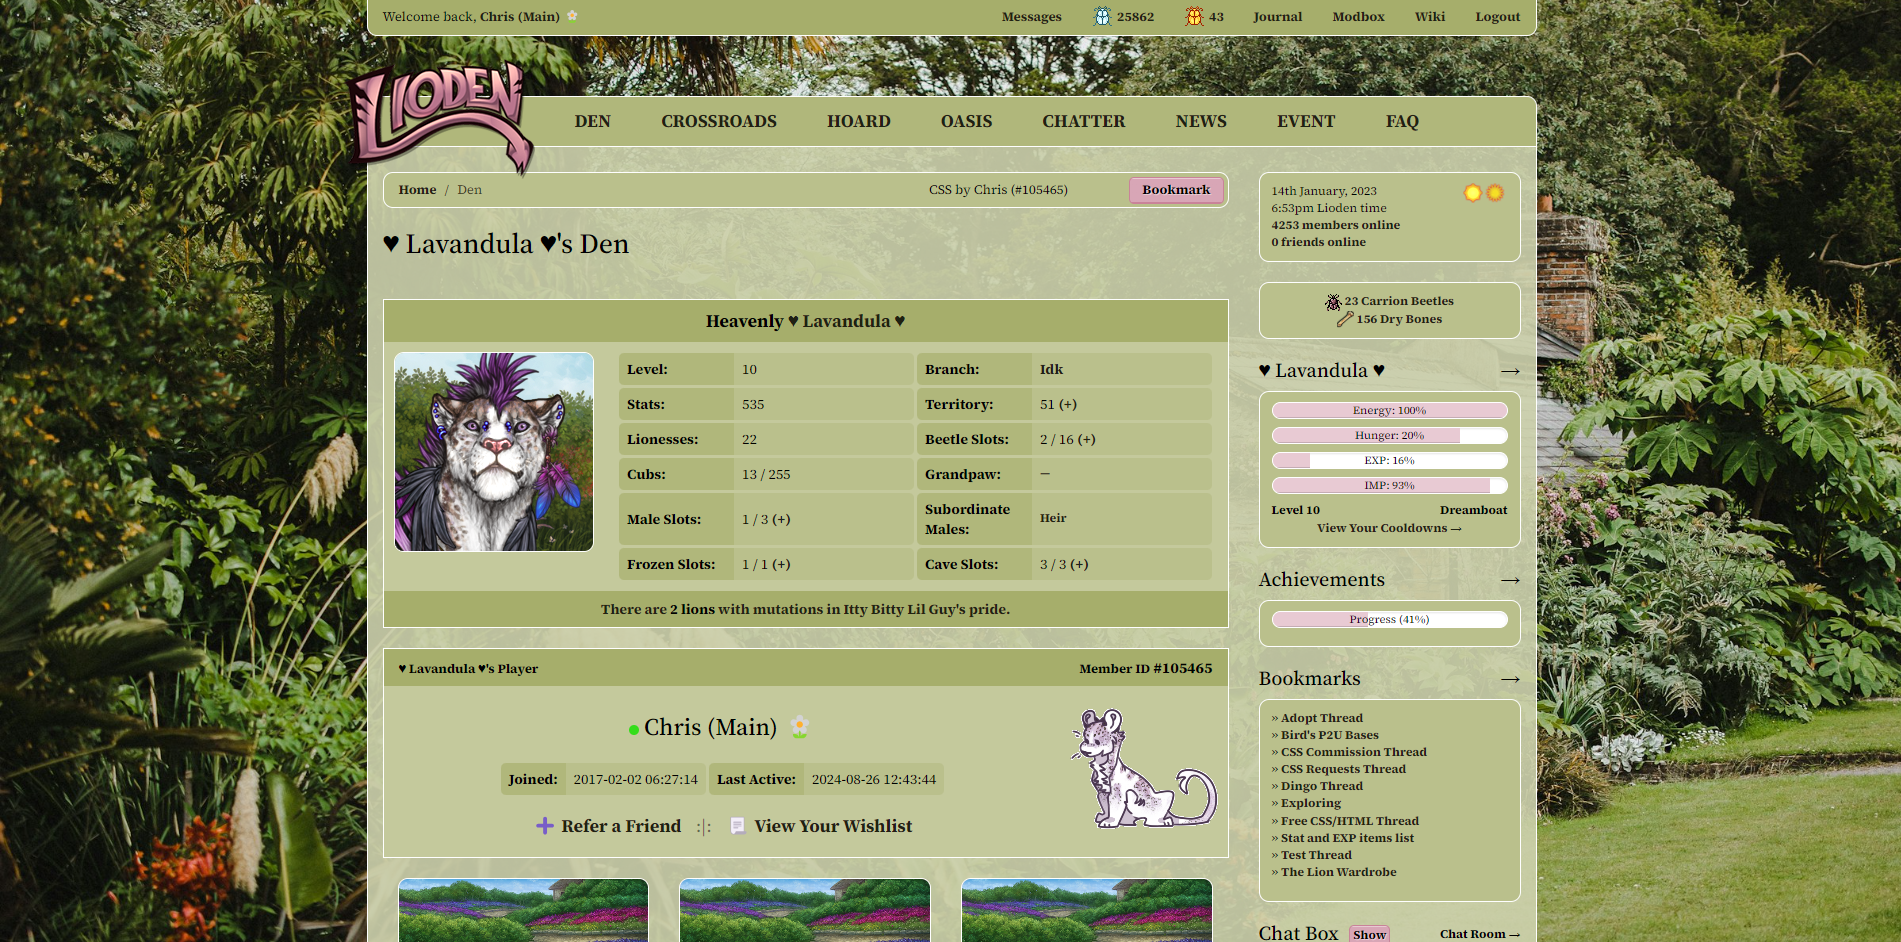 Welcome back, Chris (Main)
Messages 25862 43 Journal Modbox Wiki Logout
LIODEN
DEN CROSSROADS HOARD OASIS CHATTER NEWS EVENT FAQ
Home / Den CSS by Chris (#105465) Bookmark
♥ Lavandula ♥'s Den
Heavenly ♥ Lavandula ♥
Level: 10 Branch: Idk
Stats: 535 Territory: 51 (+)
Lionesses: 22 Beetle Slots: 2 / 16 (+)
Cubs: 13 / 255 Grandpaw: —
Male Slots: 1 / 3 (+) Subordinate Males: Heir
Frozen Slots: 1 / 1 (+) Cave Slots: 3 / 3 (+)
There are 2 lions with mutations in Itty Bitty Lil Guy's pride.
♥ Lavandula ♥'s Player Member ID #105465
Chris (Main)
Joined: 2017-02-02 06:27:14 Last Active: 2024-08-26 12:43:44
Refer a Friend :|: View Your Wishlist
14th January, 2023
6:53pm Lioden time
4253 members online
0 friends online
23 Carrion Beetles
156 Dry Bones
♥ Lavandula ♥ →
Energy: 100%
Hunger: 20%
EXP: 16%
IMP: 93%
Level 10 Dreamboat
View Your Cooldowns →
Achievements →
Progress (41%)
Bookmarks →
» Adopt Thread
» Bird's P2U Bases
» CSS Commission Thread
» CSS Requests Thread
» Dingo Thread
» Exploring
» Free CSS/HTML Thread
» Stat and EXP items list
» Test Thread
» The Lion Wardrobe
Chat Box Show Chat Room →